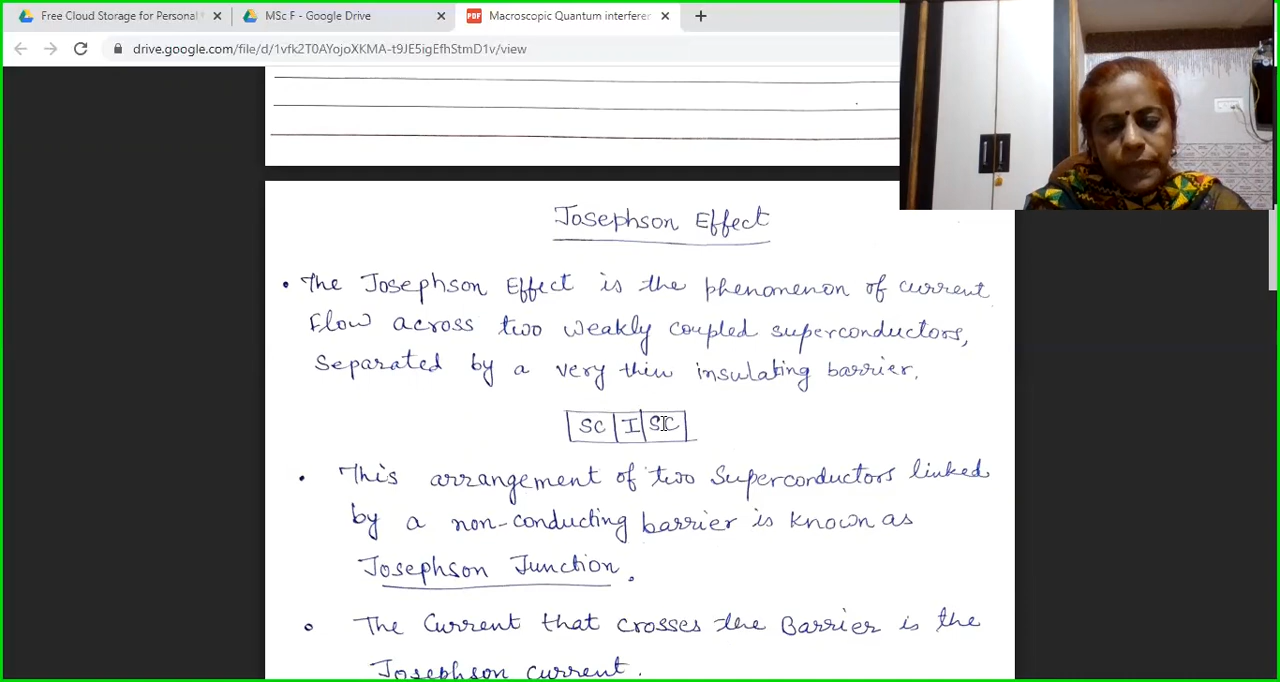 Free Cloud Storage for Personal
MSc F - Google Drive
PDF Macroscopic Quantum interferer
drive.google.com/file/d/1vfk2T0AYojoXKMA-t9JE5igEfhStmD1v/view
Josephson Effect
• The Josephson Effect is the phenomenon of current
Flow across two weakly coupled superconductors,
Separated by a very thin insulating barrier.
SC I SC
• This arrangement of two Superconductors linked
by a non-conducting barrier is known as
Josephson Junction.
• The Current that crosses the Barrier is the
Josephson current.